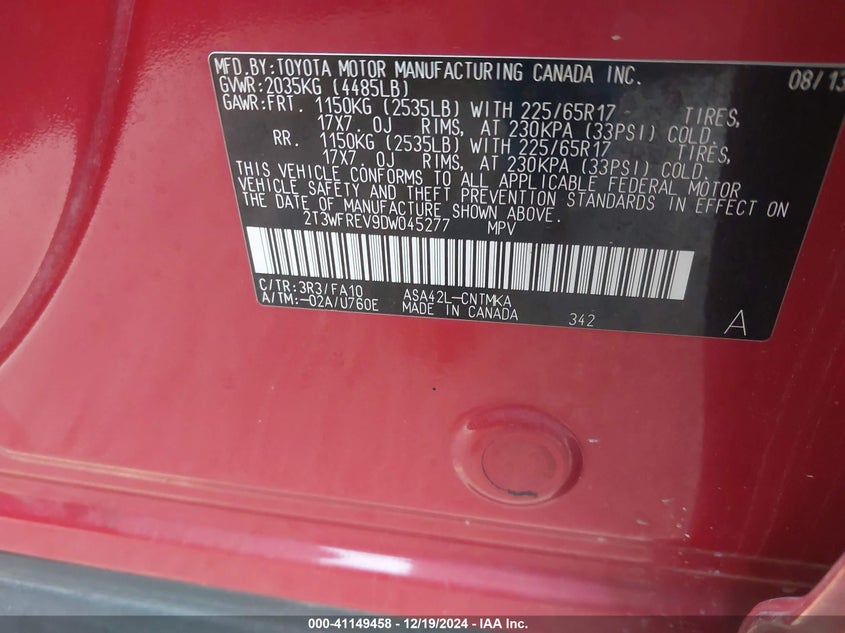 MFD.BY:TOYOTA MOTOR MANUFACTURING CANADA INC. 08/13
GVWR:2035KG (4485LB)
GAWR:FRT. 1150KG (2535LB) WITH 225/65R17 TIRES,
17X7.0J RIMS, AT 230KPA (33PSI) COLD.
RR. 1150KG (2535LB) WITH 225/65R17 TIRES,
17X7.0J RIMS, AT 230KPA (33PSI) COLD.
THIS VEHICLE CONFORMS TO ALL APPLICABLE FEDERAL MOTOR
VEHICLE SAFETY AND THEFT PREVENTION STANDARDS IN EFFECT ON
THE DATE OF MANUFACTURE SHOWN ABOVE.
2T3WFREV9DW045277 MPV
C/TR:3R3/FA10 ASA42L-CNTMKA
A/TM:-02A/U760E MADE IN CANADA 342 A
000-41149458 - 12/19/2024 - IAA Inc.